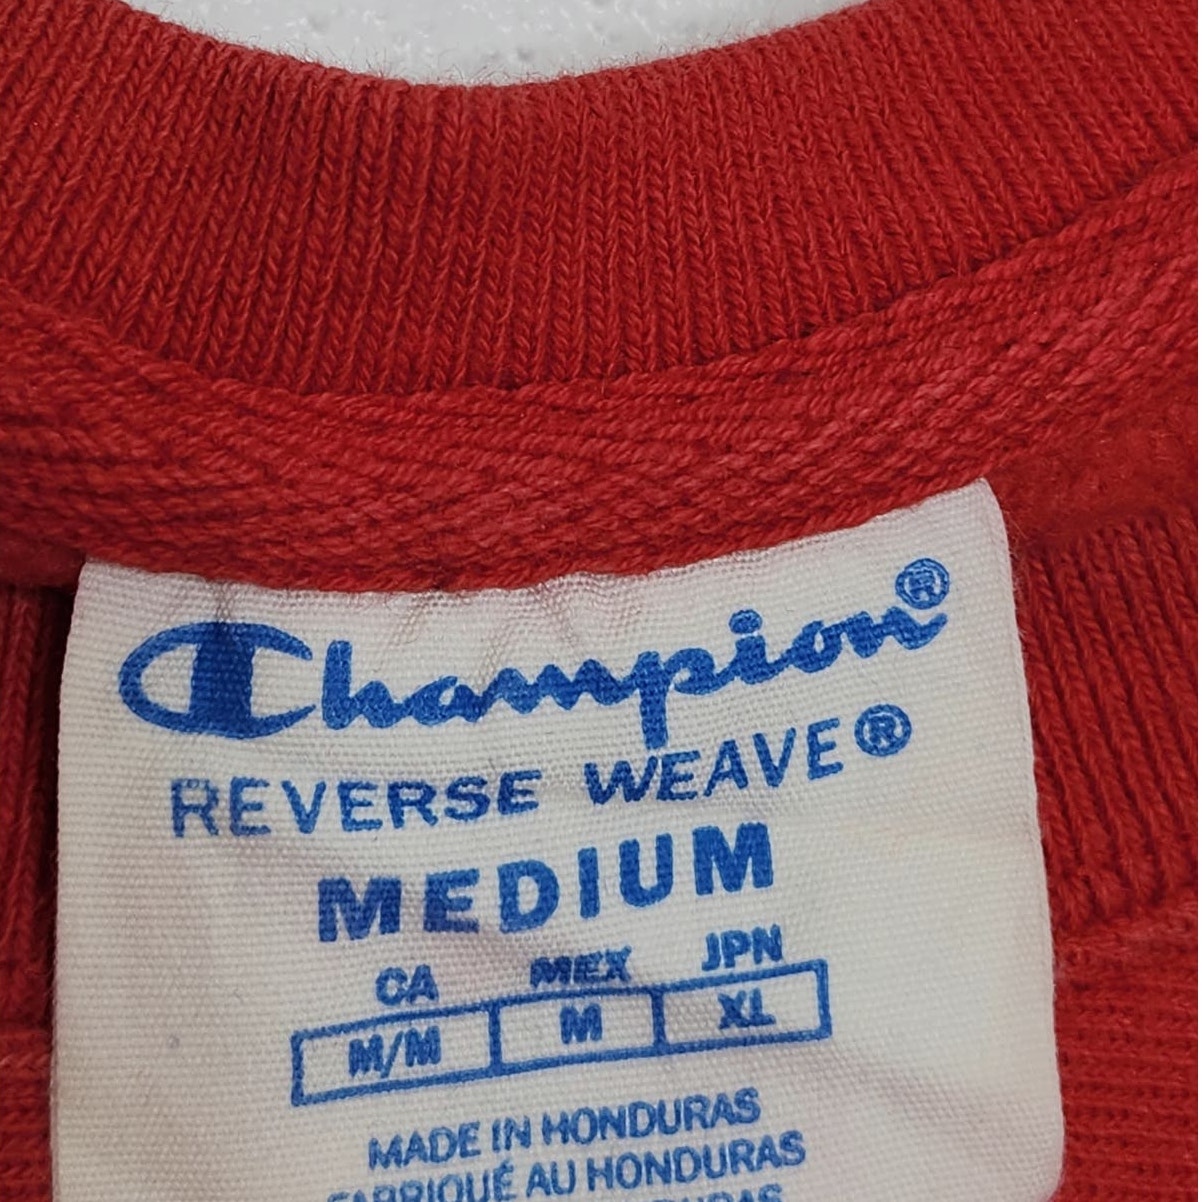 Champion®
REVERSE WEAVE®
MEDIUM
CA MEX JPN
M/M M XL
MADE IN HONDURAS
FABRIQUÉ AU HONDURAS